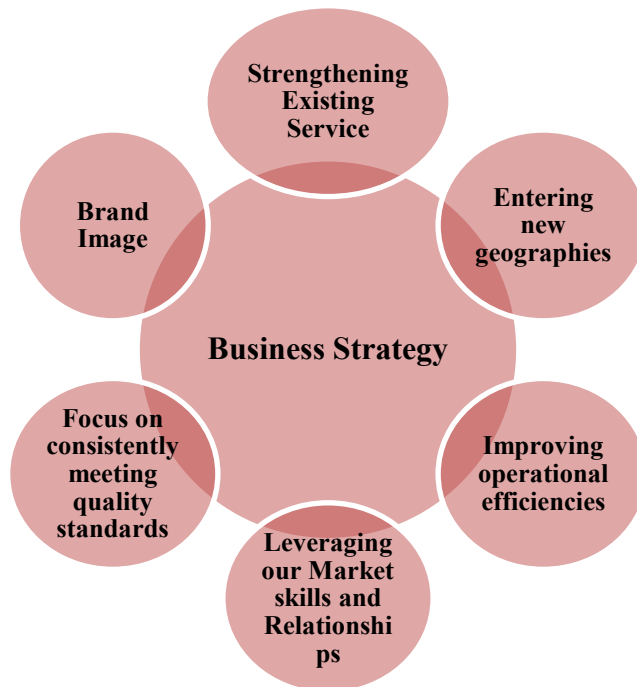 Strengthening
Existing
Service
Entering
new
geographies
Improving
operational
efficiencies
Leveraging
our Market
skills and
Relationshi
ps
Focus on
consistently
meeting
quality
standards
Brand
Image
Business Strategy